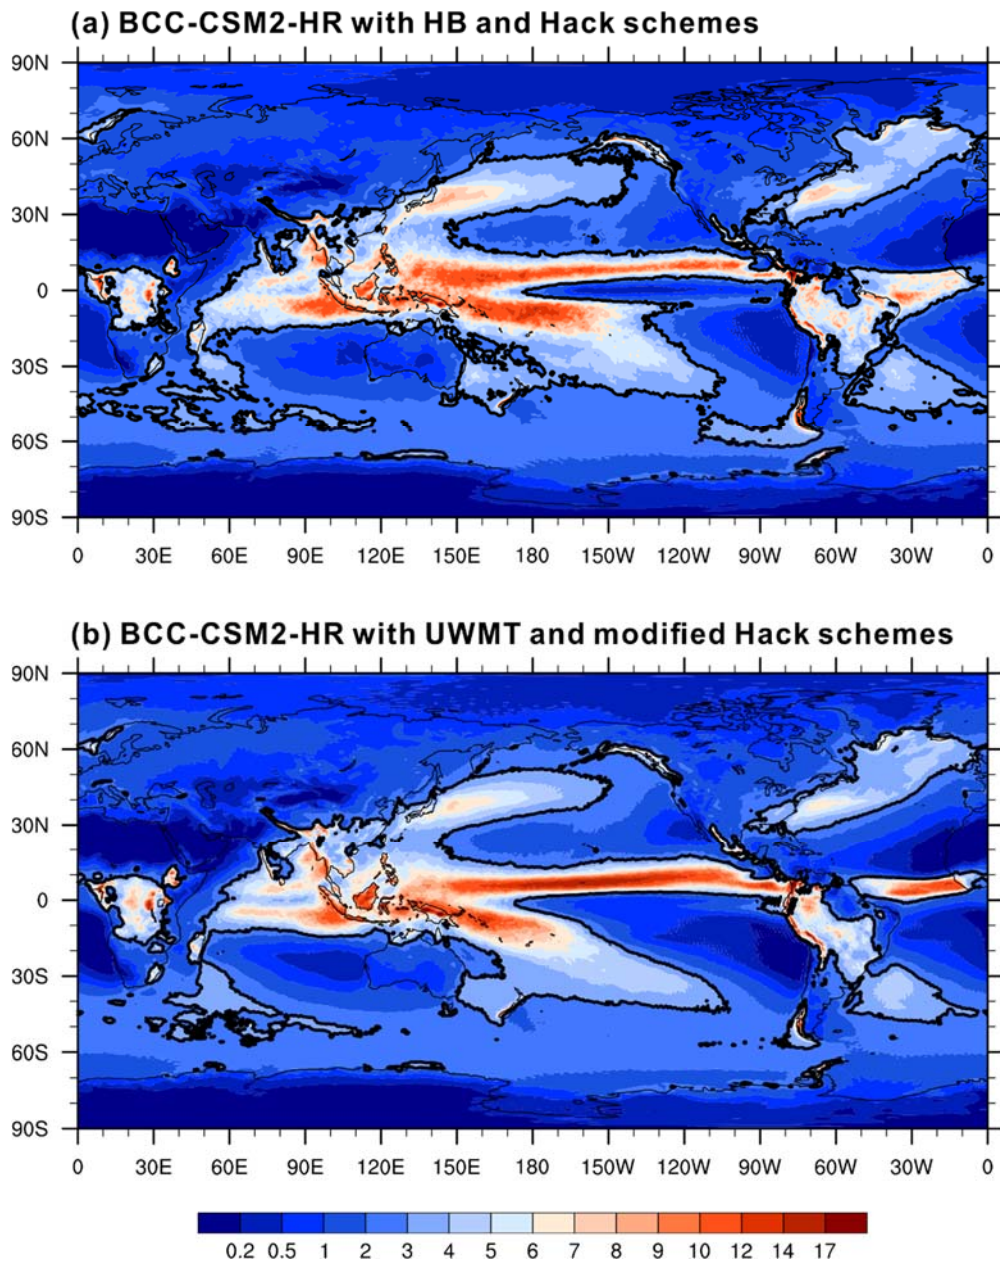 (a) BCC-CSM2-HR with HB and Hack schemes
90N
60N
30N
0
30S
60S
90S
0 30E 60E 90E 120E 150E 180 150W 120W 90W 60W 30W 0
(b) BCC-CSM2-HR with UWMT and modified Hack schemes
90N
60N
30N
0
30S
60S
90S
0 30E 60E 90E 120E 150E 180 150W 120W 90W 60W 30W 0
0.2 0.5 1 2 3 4 5 6 7 8 9 10 12 14 17